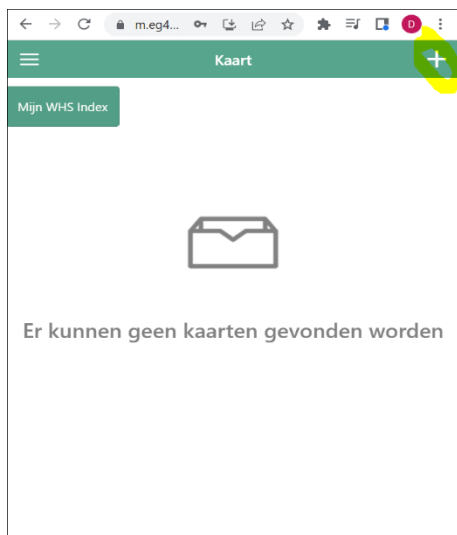 m.eg4...
D
Kaart
Mijn WHS Index
Er kunnen geen kaarten gevonden worden